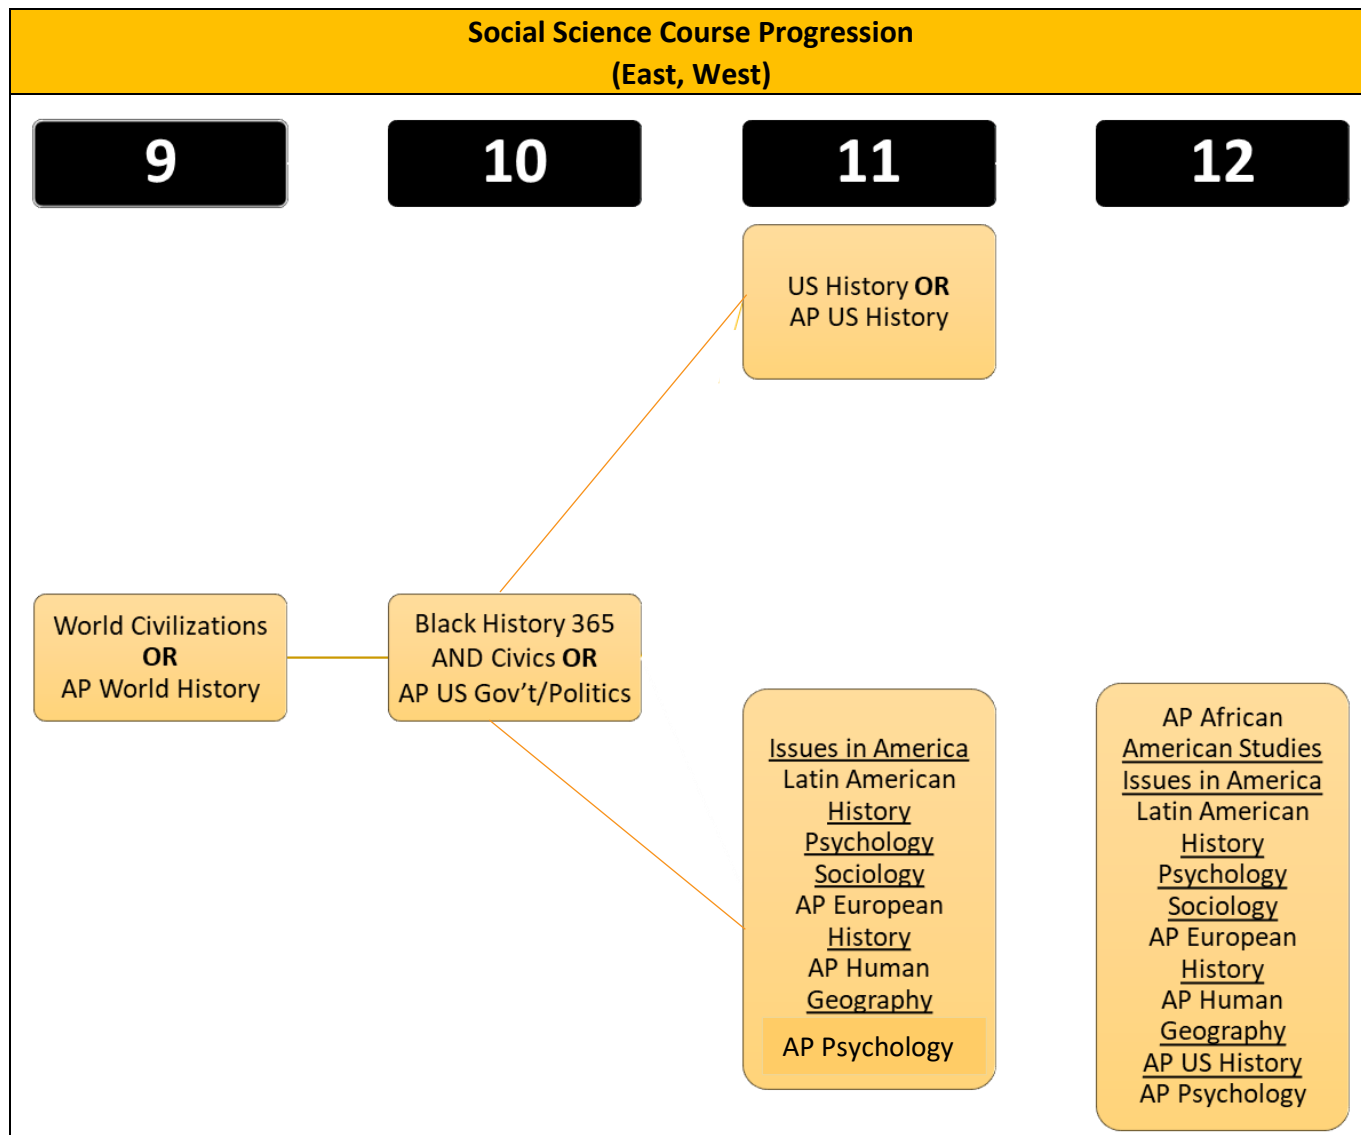 Social Science Course Progression
(East, West)
9
10
11
12
US History OR
AP US History
World Civilizations
OR
AP World History
Black History 365
AND Civics OR
AP US Gov’t/Politics
Issues in America
Latin American
History
Psychology
Sociology
AP European
History
AP Human
Geography
AP Psychology
AP African
American Studies
Issues in America
Latin American
History
Psychology
Sociology
AP European
History
AP Human
Geography
AP US History
AP Psychology